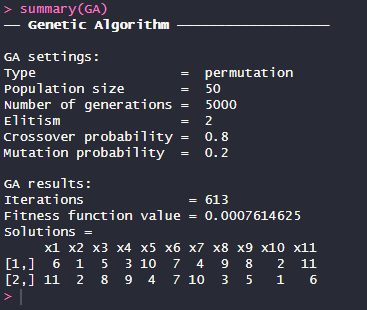 > summary(GA)
── Genetic Algorithm ───────────────────
GA settings:
Type                  =  permutation
Population size       =  50
Number of generations =  5000
Elitism               =  2
Crossover probability =  0.8
Mutation probability  =  0.2
GA results:
Iterations             = 613
Fitness function value = 0.0007614625
Solutions =
     x1 x2 x3 x4 x5 x6 x7 x8 x9 x10 x11
[1,]  6  1  5  3 10  7  4  9  8   2  11
[2,] 11  2  8  9  4  7 10  3  5   1   6
>